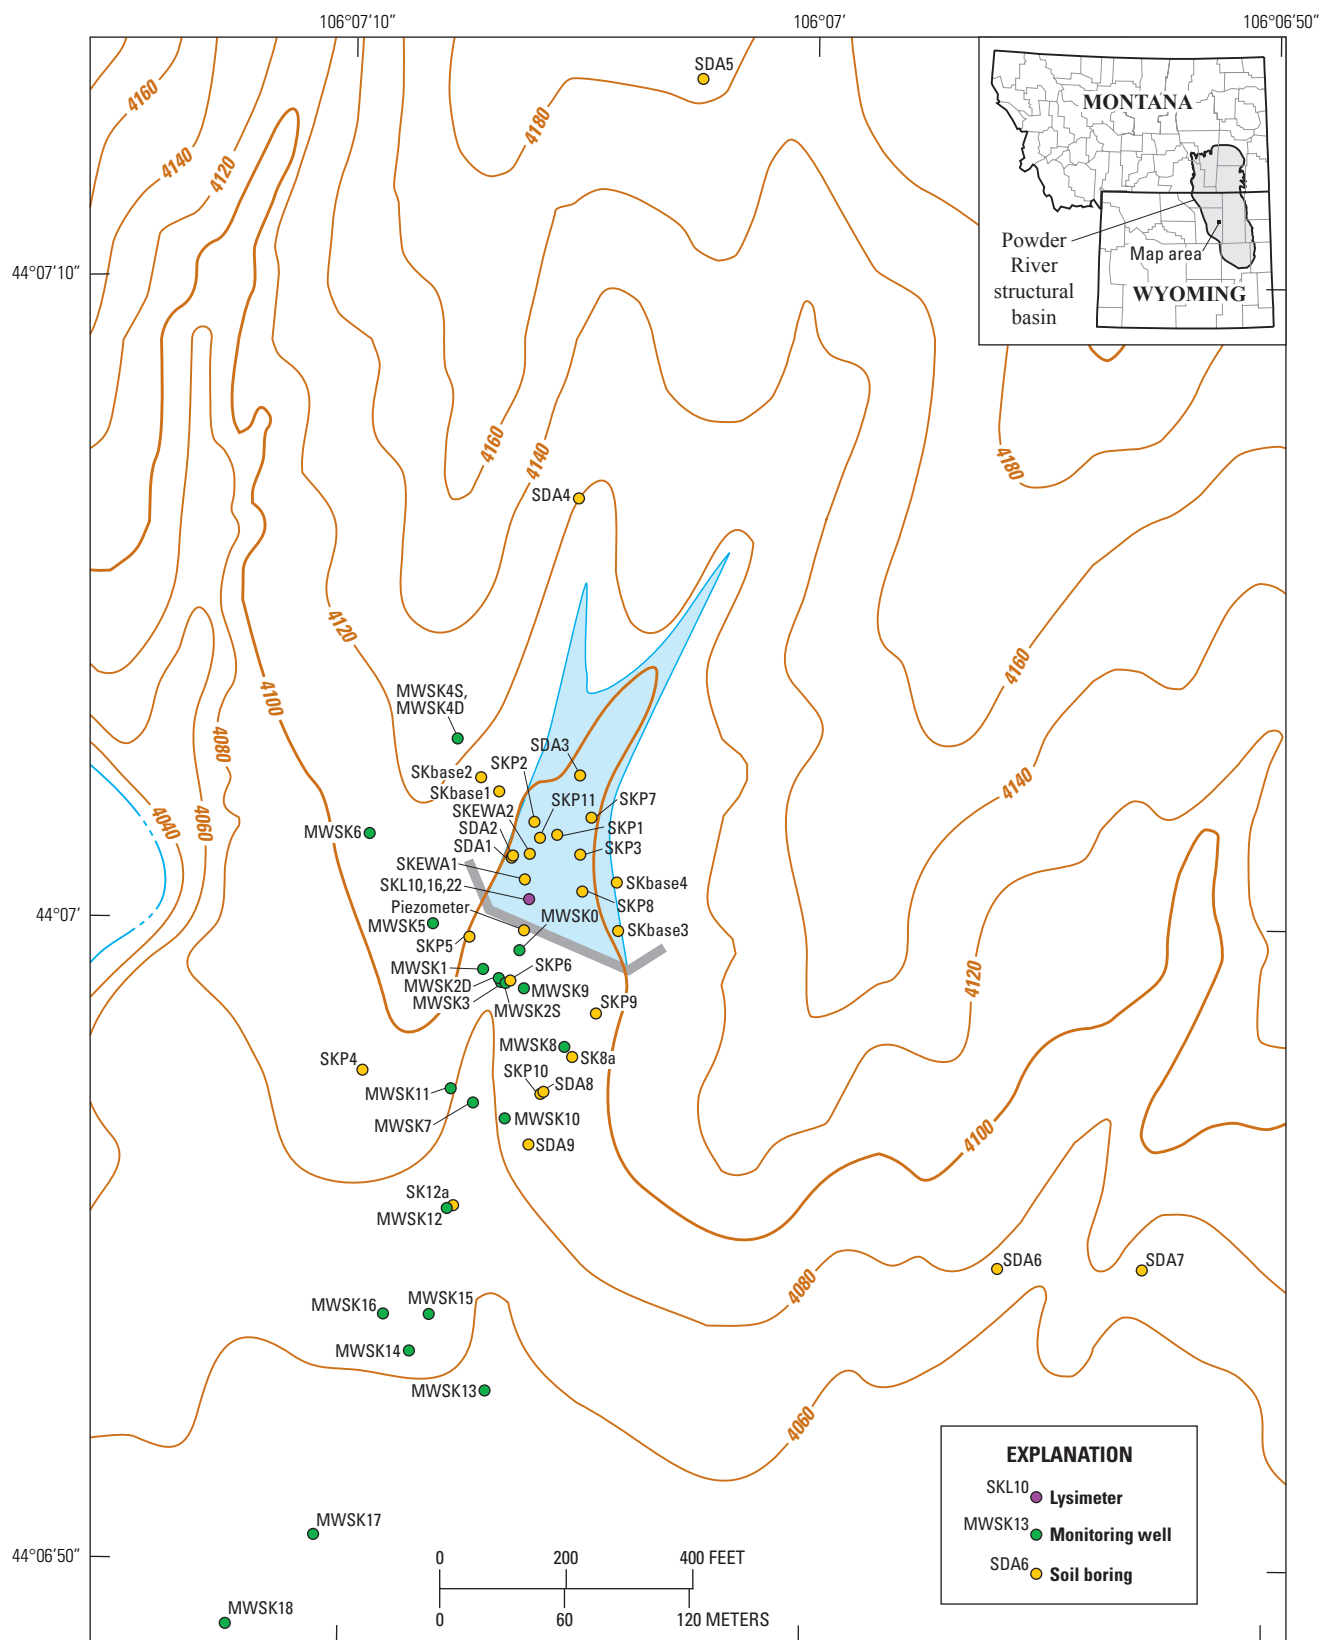 106°07'10"
106°07'
106°06'50"
SDA5
4160
4180
4140
4120
MONTANA
Powder
River
structural
basin
Map area
WYOMING
44°07'10"
4160
4140
4180
SDA4
4120
4160
4100
MWSK4S,
MWSK4D
4080
SDA3
SKP2
SKbase2
SKbase1
4140
SKP11
SKP7
SKEWA2
4040
4060
MWSK6
SDA2
SKP1
SDA1
SKP3
SKEWA1
SKL10,16,22
SKbase4
SKP8
Piezometer
MWSK0
44°07'
MWSK5
SKbase3
SKP5
MWSK1
SKP6
4120
MWSK2D
MWSK9
MWSK3
MWSK2S
SKP9
MWSK8
SK8a
SKP4
SKP10
SDA8
MWSK11
MWSK10
MWSK7
4100
SDA9
SK12a
MWSK12
SDA6
SDA7
4080
MWSK16
MWSK15
MWSK14
MWSK13
4060
EXPLANATION
SKL10
Lysimeter
MWSK13
Monitoring well
SDA6
Soil boring
MWSK17
44°06'50"
0 200 400 FEET
0 60 120 METERS
MWSK18